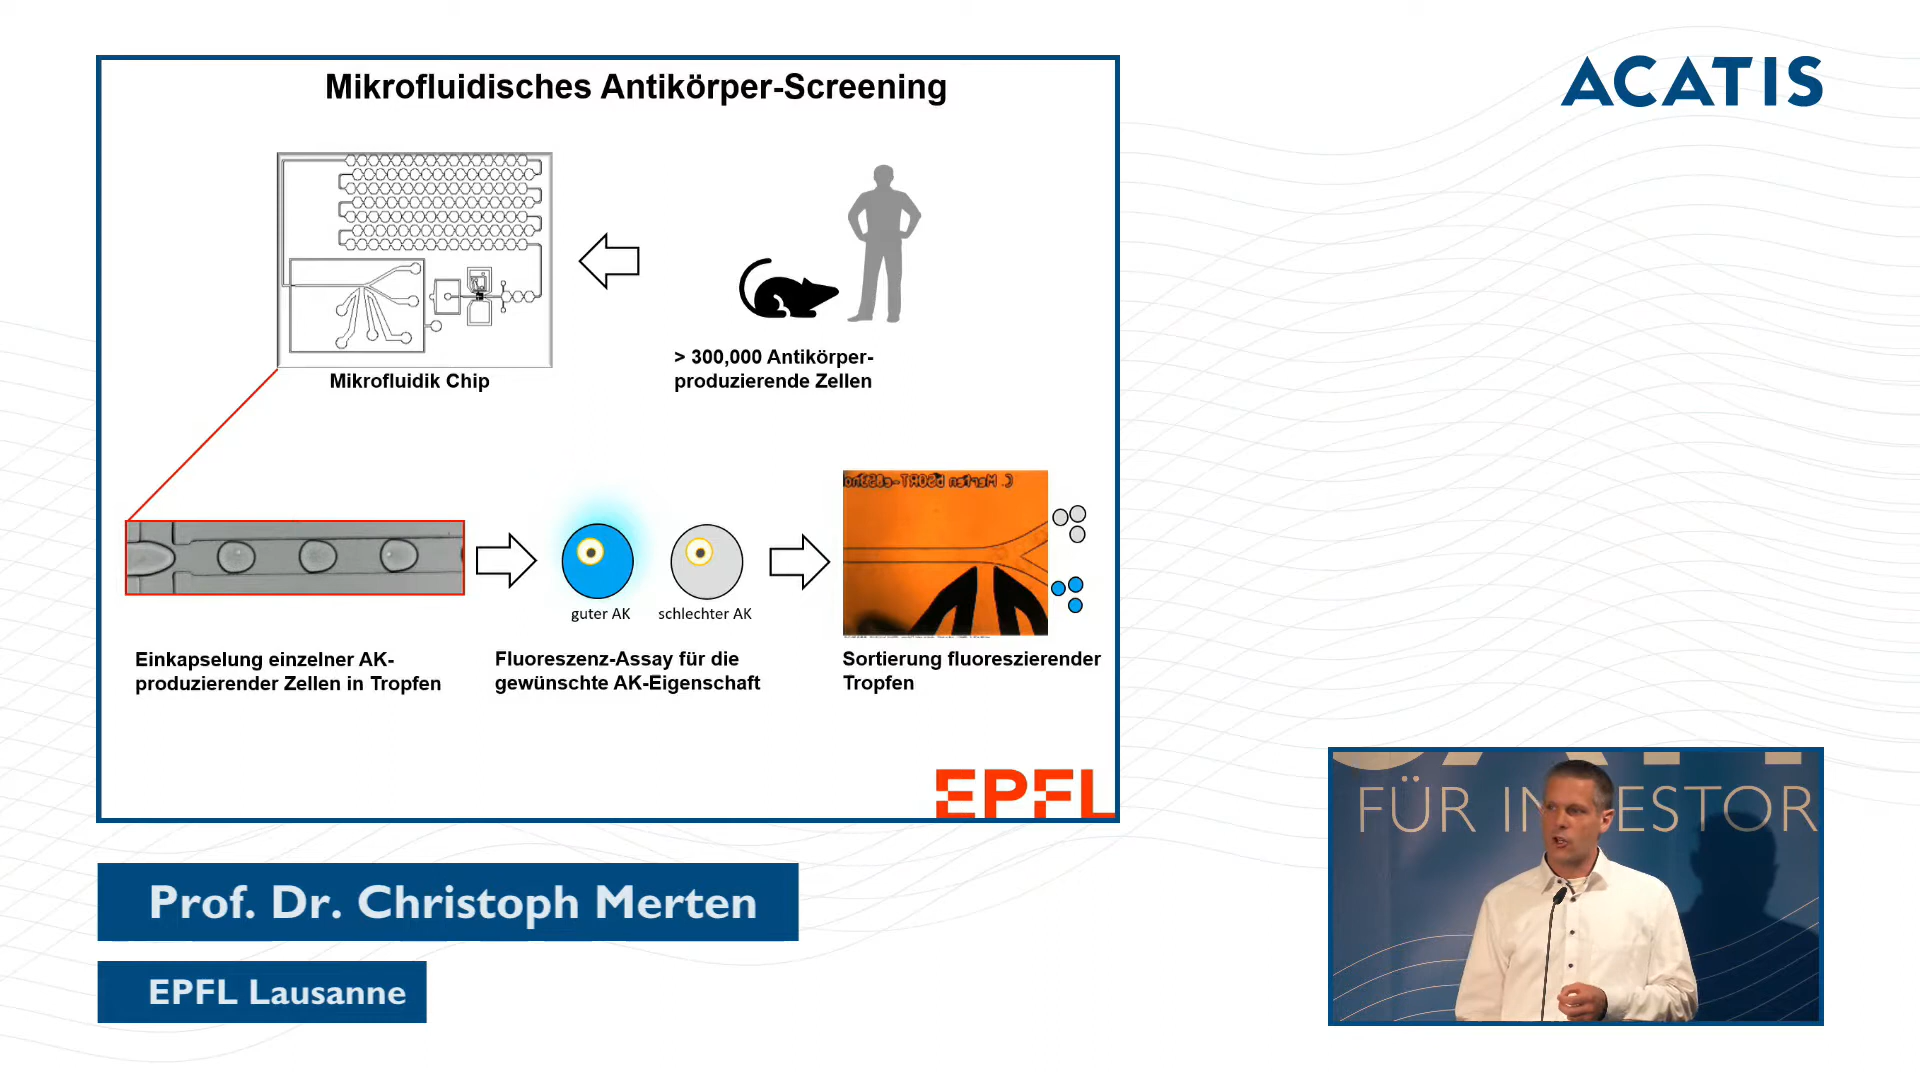 Mikrofluidisches Antikörper-Screening
ACATIS
> 300,000 Antikörper-
produzierende Zellen
Mikrofluidik Chip
guter AK
schlechter AK
Einkapselung einzelner AK-
produzierender Zellen in Tropfen
Fluoreszenz-Assay für die
gewünschte AK-Eigenschaft
Sortierung fluoreszierender
Tropfen
EPFL
FÜR INVESTOR
Prof. Dr. Christoph Merten
EPFL Lausanne